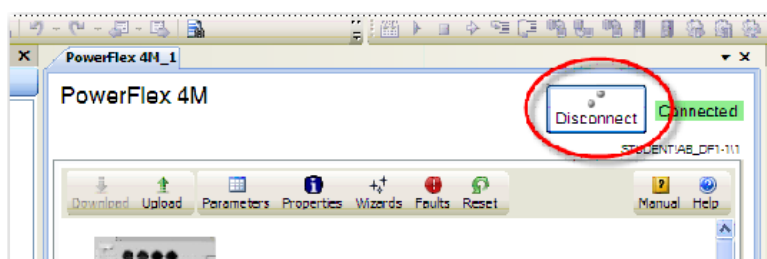 PowerFlex 4M_1
PowerFlex 4M
Disconnect
Connected
STUDENT\AB_DF1-1\1
Download Upload Parameters Properties Wizards Faults Reset Manual Help